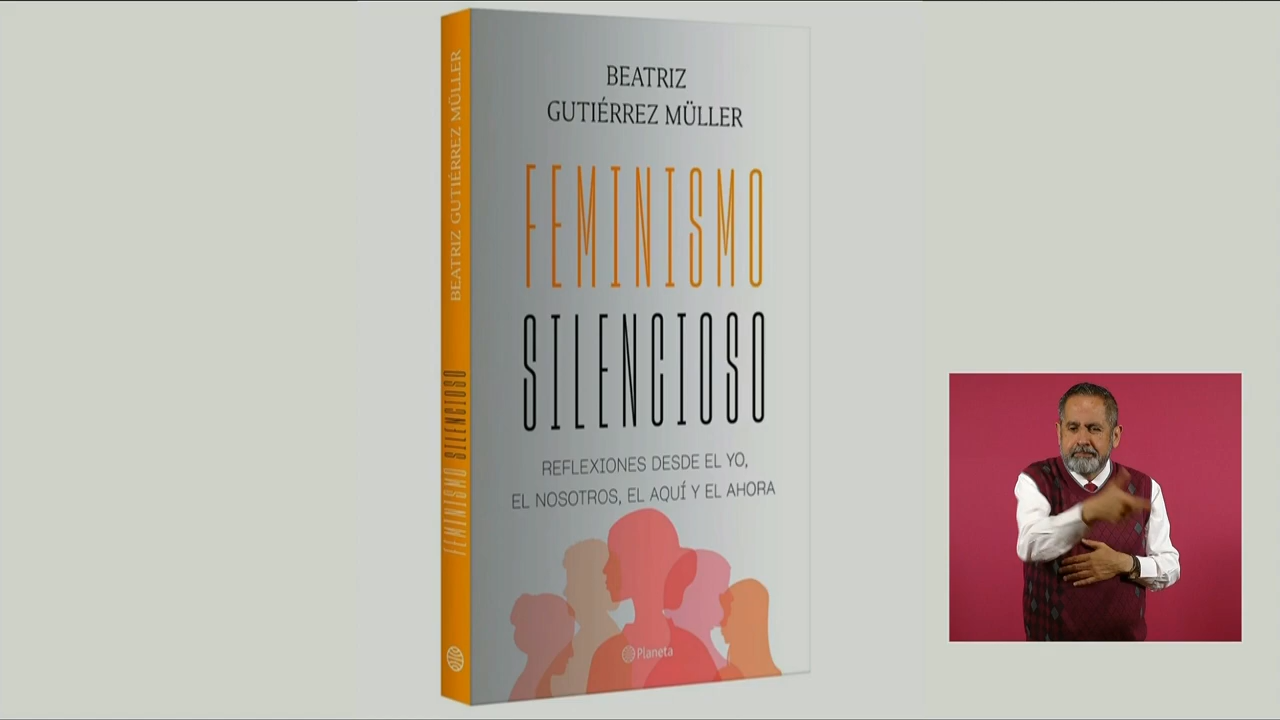 BEATRIZ GUTIÉRREZ MÜLLER
FEMINISMO SILENCIOSO
BEATRIZ
GUTIÉRREZ MÜLLER
FEMINISMO
SILENCIOSO
REFLEXIONES DESDE EL YO,
EL NOSOTROS, EL AQUÍ Y EL AHORA
Planeta